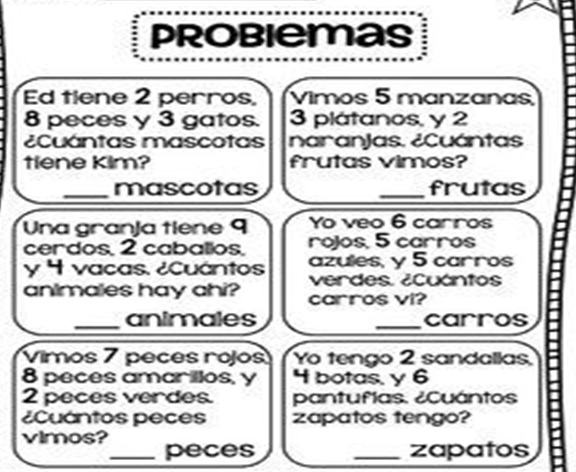 PROBlEmas
Ed tiene 2 perros,
8 peces y 3 gatos.
¿Cuántas mascotas
tiene Kim?
___ mascotas
Vimos 5 manzanas,
3 plátanos, y 2
naranjas. ¿Cuántas
frutas vimos?
___ frutas
Una granja tiene 9
cerdos, 2 caballos,
y 4 vacas. ¿Cuántos
animales hay ahí?
___ animales
Yo veo 6 carros
rojos, 5 carros
azules, y 5 carros
verdes. ¿Cuántos
carros vi?
___ carros
Vimos 7 peces rojos,
8 peces amarillos, y
2 peces verdes.
¿Cuántos peces
vimos?
___ peces
Yo tengo 2 sandalias,
4 botas, y 6
pantuflas. ¿Cuántos
zapatos tengo?
___ zapatos